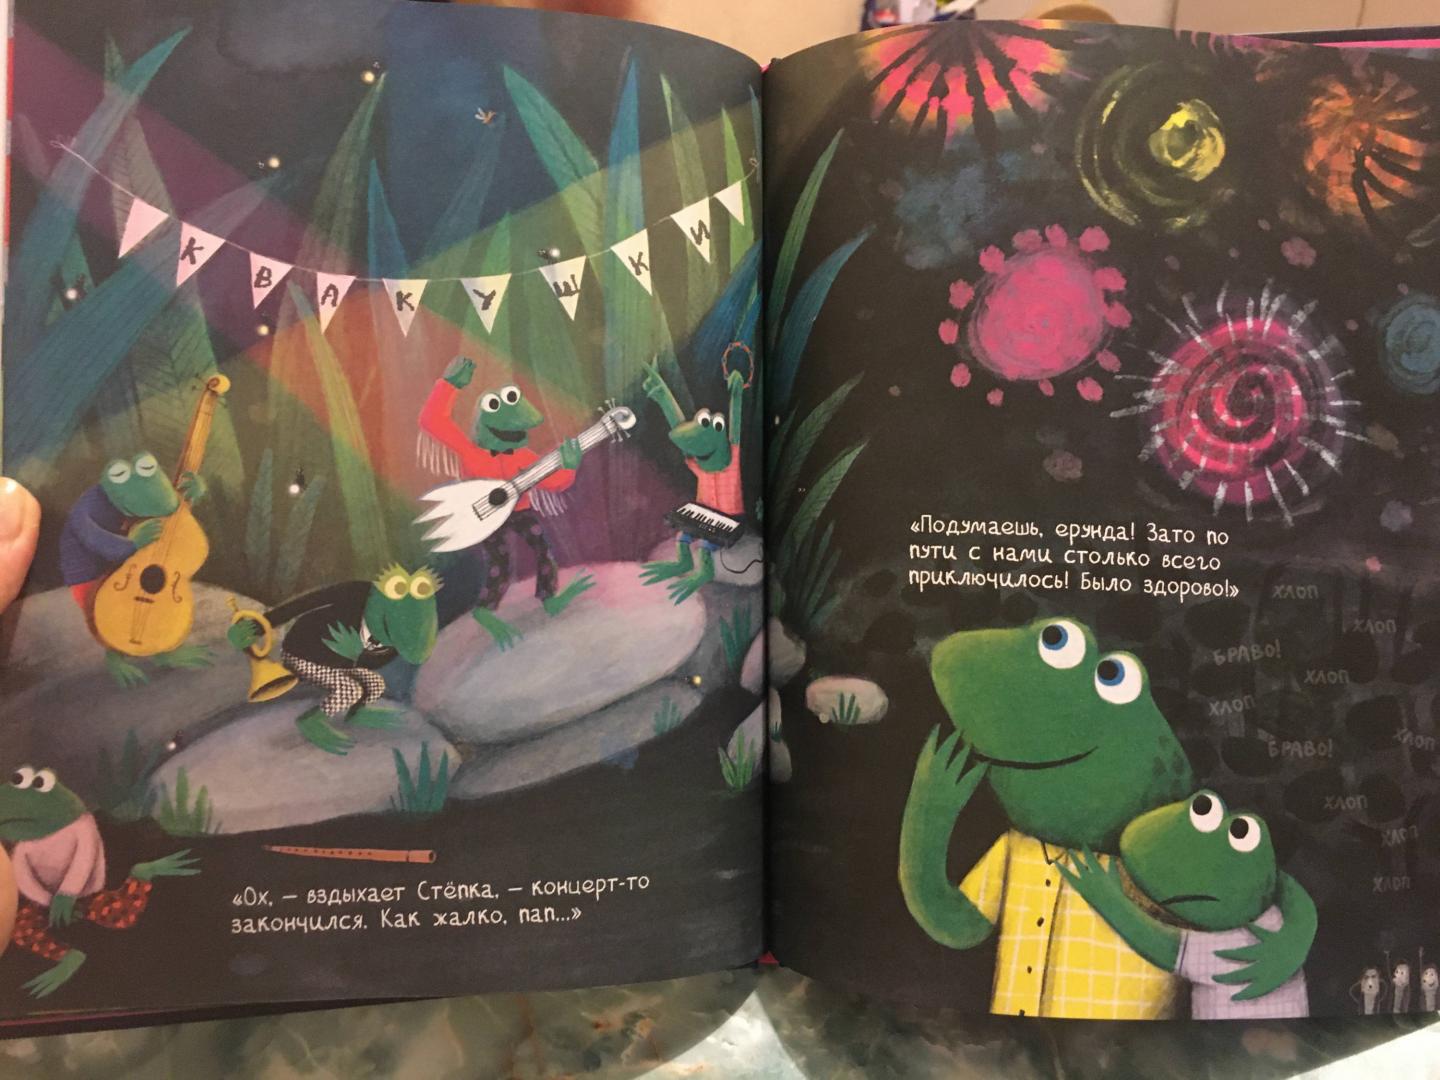 КВАКУШКИ
«Ох, — вздыхает Стёпка, — концерт-то
закончился. Как жалко, пап...»
«Подумаешь, ерунда! Зато по
пути с нами столько всего
приключилось! Было здорово!»
ХЛОП
ХЛОП
БРАВО!
ХЛОП
ХЛОП
ХЛОП
БРАВО!
ХЛОП
ХЛОП
ХЛОП